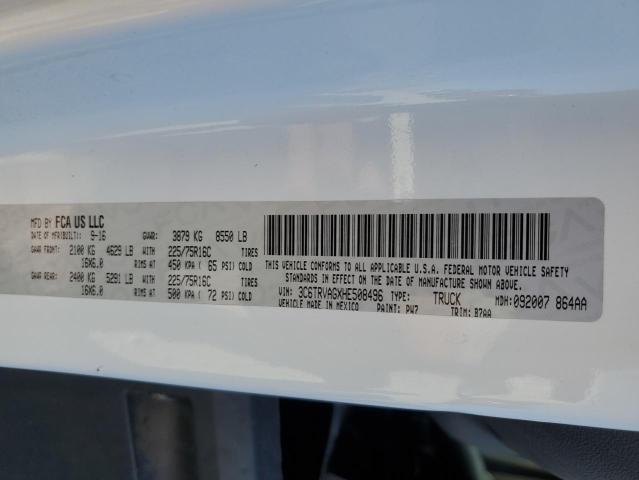 MFD BY FCA US LLC
DATE OF MFR(BUILT): 9-16 GVWR: 3879 KG 8550 LB
GAWR FRONT: 2100 KG 4629 LB WITH 225/75R16C TIRES
16X6.0 RIMS AT 450 KPA ( 65 PSI) COLD
GAWR REAR: 2400 KG 5291 LB WITH 225/75R16C TIRES
16X6.0 RIMS AT 500 KPA ( 72 PSI) COLD
THIS VEHICLE CONFORMS TO ALL APPLICABLE U.S.A. FEDERAL MOTOR VEHICLE SAFETY
STANDARDS IN EFFECT ON THE DATE OF MANUFACTURE SHOWN ABOVE.
VIN: 3C6TRVAGXHE508496 TYPE: TRUCK MDH:092007 864AA
VEHICLE MADE IN MEXICO PAINT: PW7 TRIM: B7AA